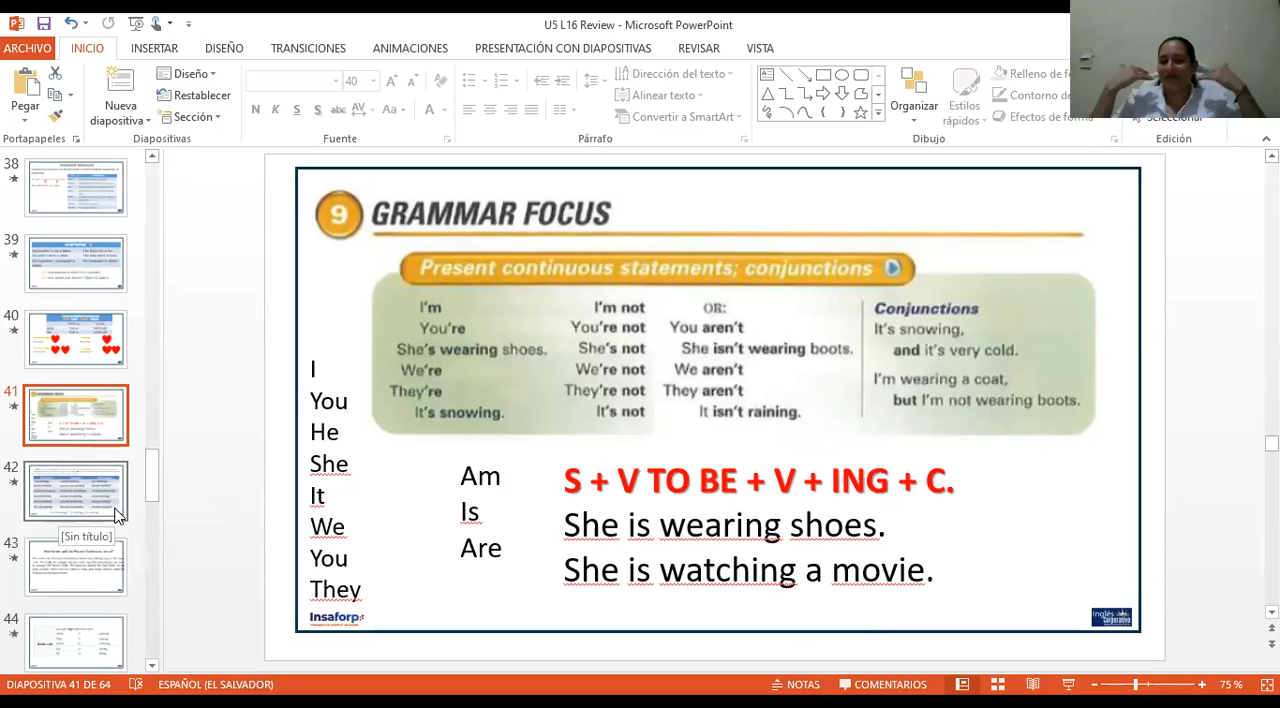 U5 L16 Review - Microsoft PowerPoint
ARCHIVO INICIO INSERTAR DISEÑO TRANSICIONES ANIMACIONES PRESENTACIÓN CON DIAPOSITIVAS REVISAR VISTA
Pegar
Nueva
diapositiva
Diseño
Restablecer
Sección
40
N K S S abc AV Aa A
Dirección del texto
Alinear texto
Convertir a SmartArt
Organizar
Estilos
rápidos
Relleno de f
Contorno d
Efectos de forma
Seleccionar
Portapapeles Diapositivas Fuente Párrafo Dibujo Edición
38
39
40
41
42
[Sin título]
43
44
9 GRAMMAR FOCUS
Present continuous statements; conjunctions
I'm I'm not OR: Conjunctions
You're You're not You aren't It's snowing,
She's wearing shoes. She's not She isn't wearing boots. and it's very cold.
We're We're not We aren't I'm wearing a coat,
They're They're not They aren't but I'm not wearing boots.
It's snowing. It's not It isn't raining.
I
You
He
She
It
We
You
They
Am
Is
Are
S + V TO BE + V + ING + C.
She is wearing shoes.
She is watching a movie.
Insaforp
Inglés
Corporativo
DIAPOSITIVA 41 DE 64 ESPAÑOL (EL SALVADOR) NOTAS COMENTARIOS 75 %